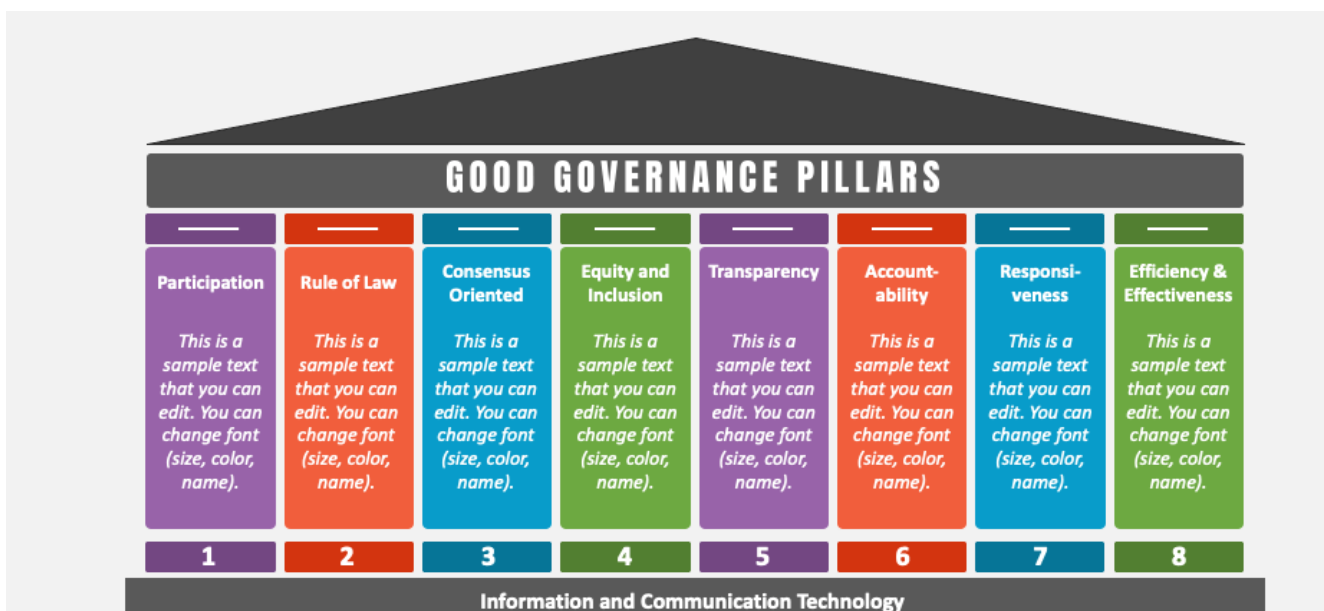 GOOD GOVERNANCE PILLARS
Participation
This is a
sample text
that you can
edit. You can
change font
(size, color,
name).
1
Rule of Law
This is a
sample text
that you can
edit. You can
change font
(size, color,
name).
2
Consensus
Oriented
This is a
sample text
that you can
edit. You can
change font
(size, color,
name).
3
Equity and
Inclusion
This is a
sample text
that you can
edit. You can
change font
(size, color,
name).
4
Transparency
This is a
sample text
that you can
edit. You can
change font
(size, color,
name).
5
Account-
ability
This is a
sample text
that you can
edit. You can
change font
(size, color,
name).
6
Responsi-
veness
This is a
sample text
that you can
edit. You can
change font
(size, color,
name).
7
Efficiency &
Effectiveness
This is a
sample text
that you can
edit. You can
change font
(size, color,
name).
8
Information and Communication Technology